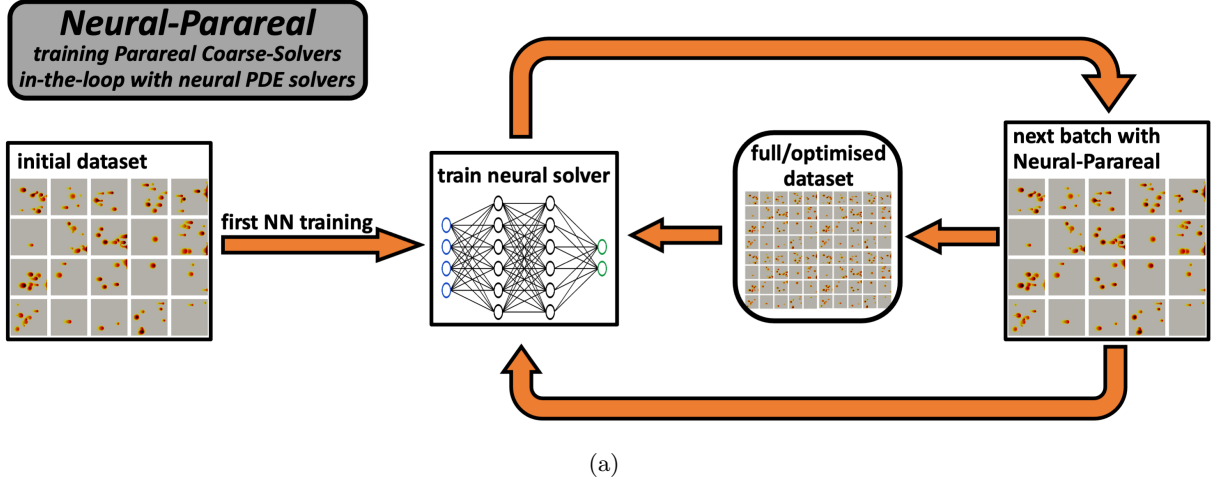 Neural-Parareal
training Parareal Coarse-Solvers
in-the-loop with neural PDE solvers
initial dataset
first NN training
train neural solver
full/optimised
dataset
next batch with
Neural-Parareal
(a)